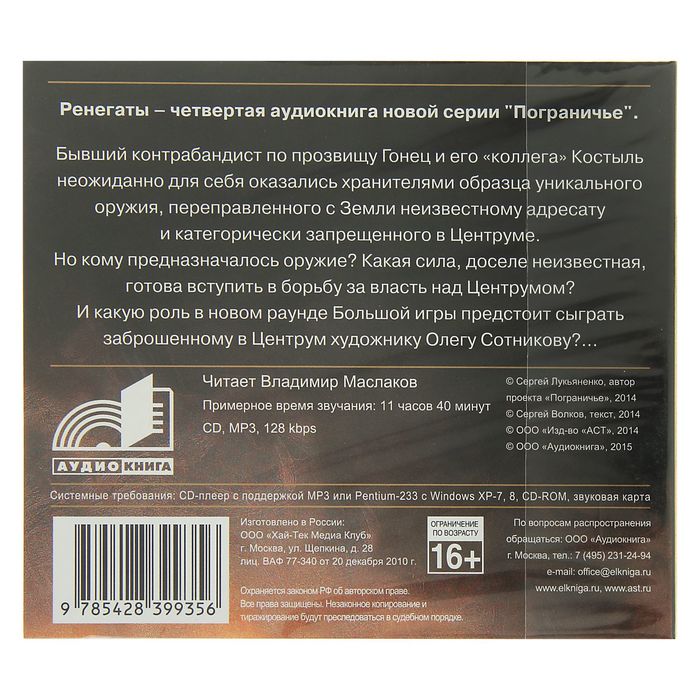 Ренегаты – четвертая аудиокнига новой серии "Пограничье".
Бывший контрабандист по прозвищу Гонец и его «коллега» Костыль
неожиданно для себя оказались хранителями образца уникального
оружия, переправленного с Земли неизвестному адресату
и категорически запрещенного в Центруме.
Но кому предназначалось оружие? Какая сила, доселе неизвестная,
готова вступить в борьбу за власть над Центрумом?
И какую роль в новом раунде Большой игры предстоит сыграть
заброшенному в Центрум художнику Олегу Сотникову?...
АУДИОКНИГА
Читает Владимир Маслаков
Примерное время звучания: 11 часов 40 минут
CD, MP3, 128 kbps
© Сергей Лукьяненко, автор
проекта «Пограничье», 2014
© Сергей Волков, текст, 2014
© ООО «Изд-во «АСТ», 2014
© ООО «Аудиокнига», 2015
Системные требования: CD-плеер с поддержкой MP3 или Pentium-233 с Windows XP-7, 8, CD-ROM, звуковая карта
9 785428 399356
Изготовлено в России:
ООО «Хай-Тек Медиа Клуб»
г. Москва, ул. Щепкина, д. 28
лиц. ВАФ 77-340 от 20 декабря 2010 г.
Охраняется законом РФ об авторском праве.
Все права защищены. Незаконное копирование и
тиражирование будут преследоваться в судебном порядке.
ОГРАНИЧЕНИЕ
ПО ВОЗРАСТУ
16+
По вопросам распространения
обращаться: ООО «Аудиокнига»
г. Москва, тел.: 7 (495) 231-24-94
e-mail: office@elkniga.ru
www.elkniga.ru, www.ast.ru